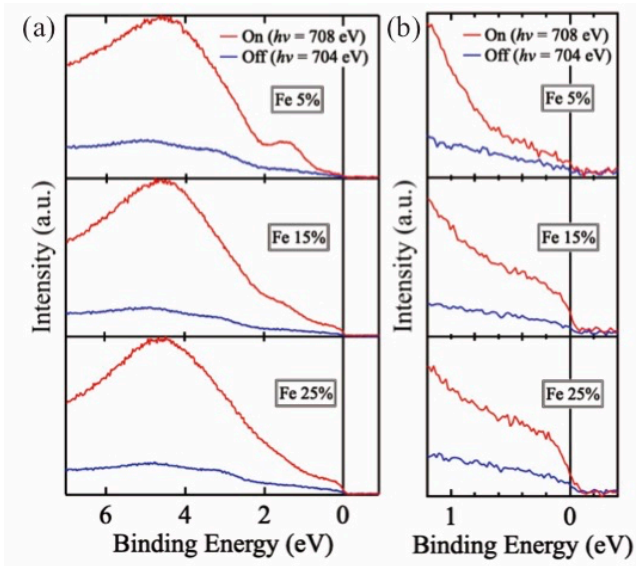 (a)
On (hν = 708 eV)
Off (hν = 704 eV)
Fe 5%
Fe 15%
Fe 25%
Intensity (a.u.)
6 4 2 0
Binding Energy (eV)
(b)
On (hν = 708 eV)
Off (hν = 704 eV)
Fe 5%
Fe 15%
Fe 25%
Intensity (a.u.)
1 0
Binding Energy (eV)